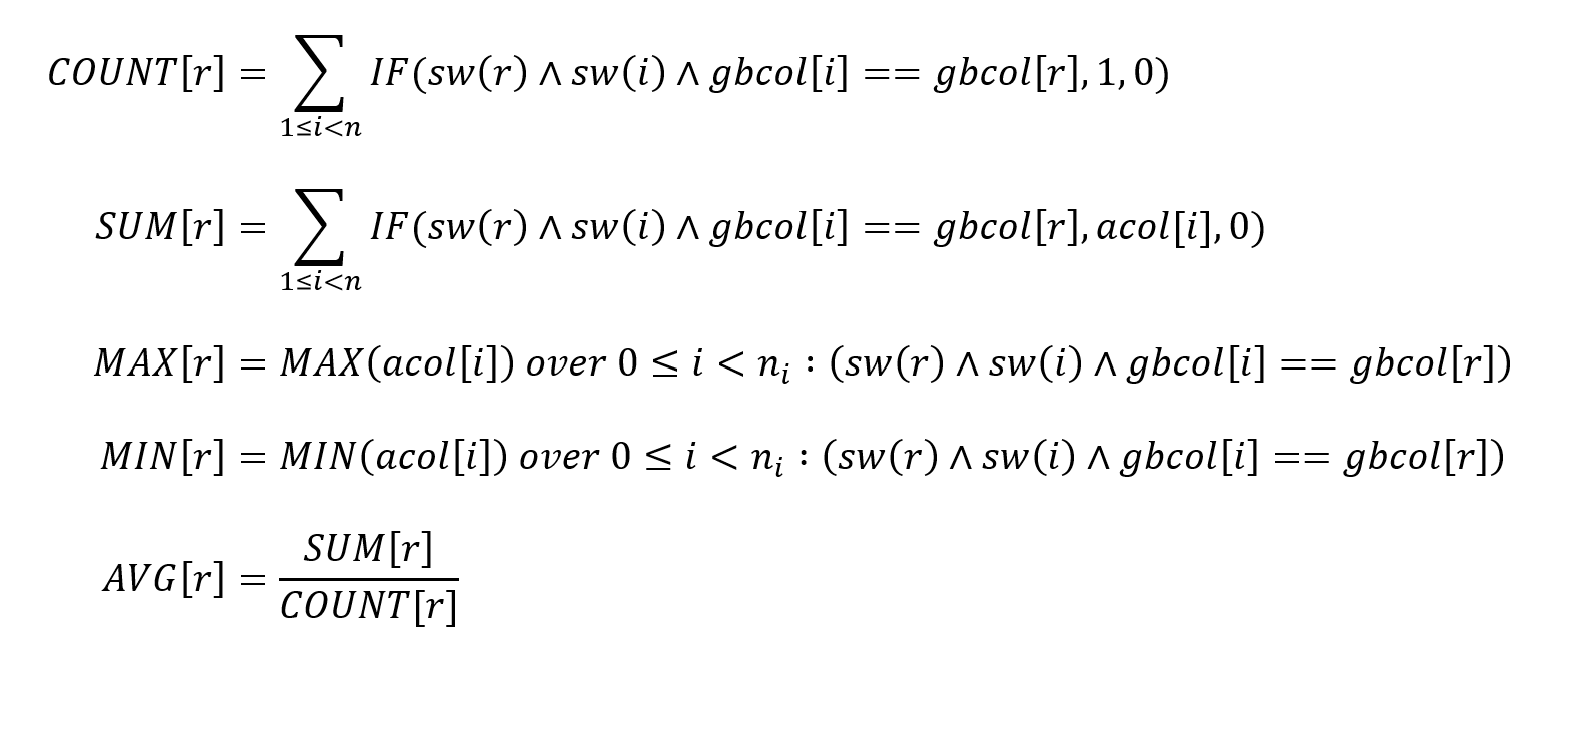 COUNT[r] = ∑ IF(sw(r) ∧ sw(i) ∧ gbcol[i] == gbcol[r], 1, 0)
1≤i<n
SUM[r] = ∑ IF(sw(r) ∧ sw(i) ∧ gbcol[i] == gbcol[r], acol[i], 0)
1≤i<n
MAX[r] = MAX(acol[i]) over 0 ≤ i < nᵢ : (sw(r) ∧ sw(i) ∧ gbcol[i] == gbcol[r])
MIN[r] = MIN(acol[i]) over 0 ≤ i < nᵢ : (sw(r) ∧ sw(i) ∧ gbcol[i] == gbcol[r])
SUM[r]
AVG[r] =
COUNT[r]